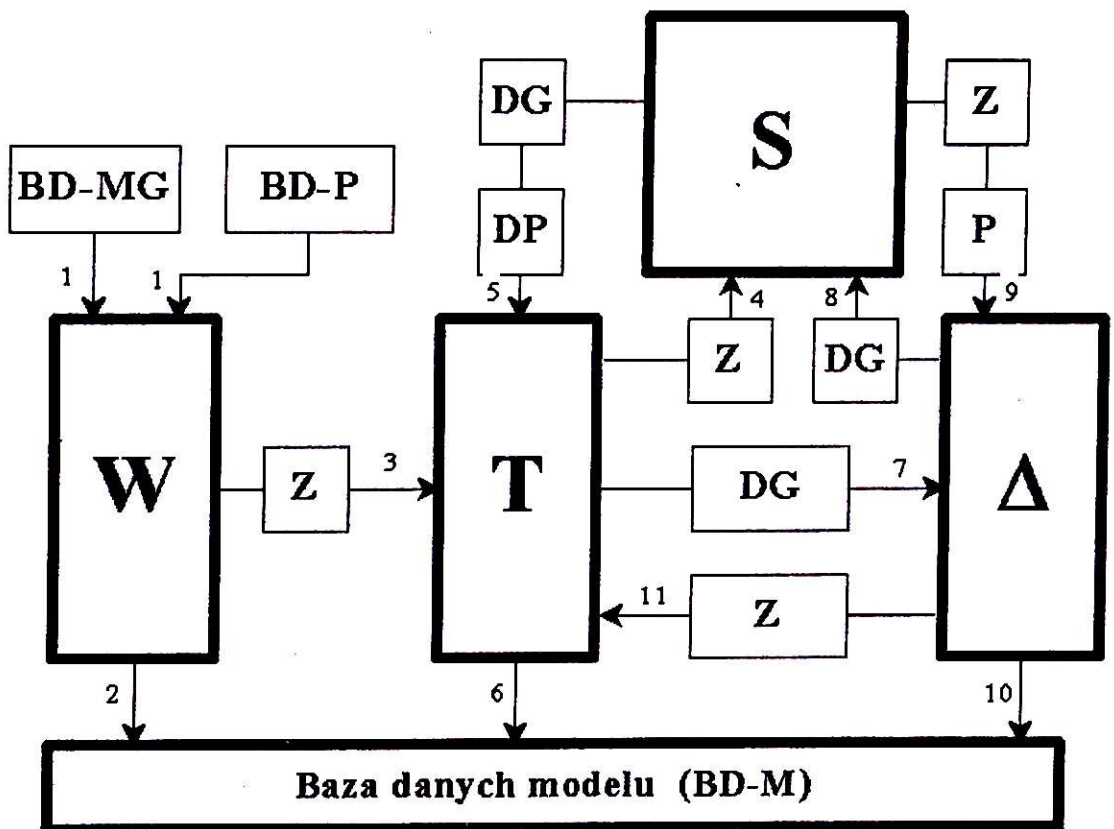 S
DG
Z
BD-MG
BD-P
DP
P
1
1
5
4
8
9
Z
DG
W
Z
3
T
DG
7
Δ
11
Z
2
6
10
Baza danych modelu (BD-M)